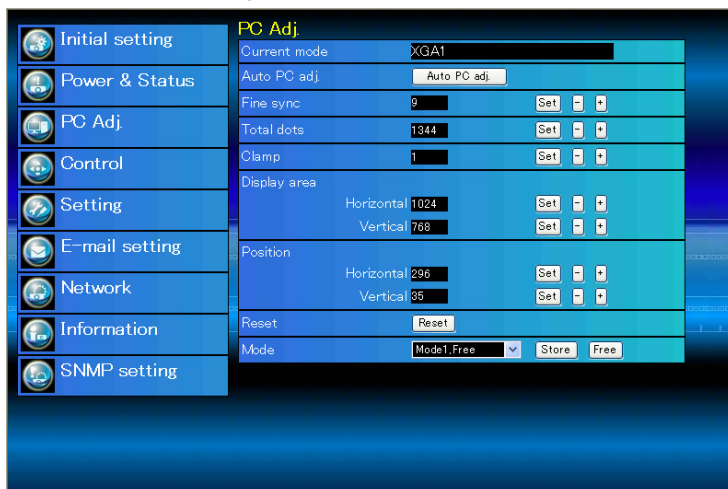 Initial setting
Power & Status
PC Adj.
Control
Setting
E-mail setting
Network
Information
SNMP setting
PC Adj.
Current mode XGA1
Auto PC adj. Auto PC adj.
Fine sync 9 Set - +
Total dots 1344 Set - +
Clamp 1 Set - +
Display area
Horizontal 1024 Set - +
Vertical 768 Set - +
Position
Horizontal 296 Set - +
Vertical 35 Set - +
Reset Reset
Mode Mode1,Free Store Free